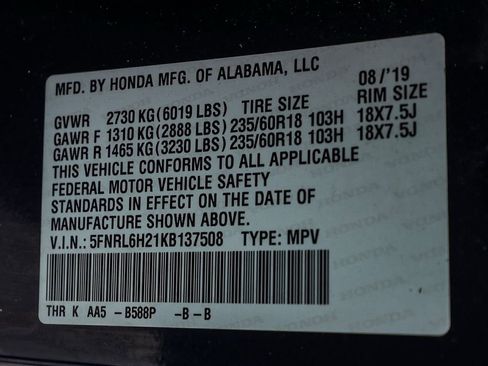 MFD. BY HONDA MFG. OF ALABAMA, LLC 08/'19
GVWR 2730 KG(6019 LBS) TIRE SIZE RIM SIZE
GAWR F 1310 KG(2888 LBS) 235/60R18 103H 18X7.5J
GAWR R 1465 KG(3230 LBS) 235/60R18 103H 18X7.5J
THIS VEHICLE CONFORMS TO ALL APPLICABLE
FEDERAL MOTOR VEHICLE SAFETY
STANDARDS IN EFFECT ON THE DATE OF
MANUFACTURE SHOWN ABOVE.
V.I.N.: 5FNRL6H21KB137508 TYPE: MPV
THR K AA5 -B588P -B-B